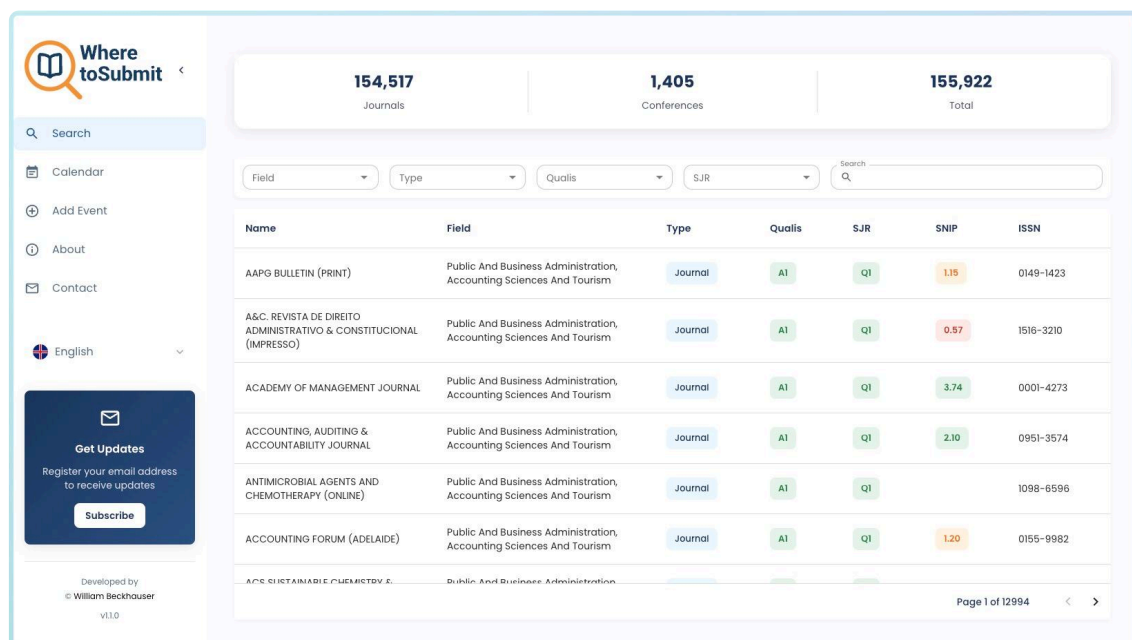 Where
toSubmit
Search
Calendar
Add Event
About
Contact
English
Get Updates
Register your email address
to receive updates
Subscribe
Developed by
© William Beckhauser
v1.1.0
154,517
Journals
1,405
Conferences
155,922
Total
Field
Type
Qualis
SJR
Search
Name Field Type Qualis SJR SNIP ISSN
AAPG BULLETIN (PRINT)
Public And Business Administration,
Accounting Sciences And Tourism
Journal A1 Q1 1.15 0149-1423
A&C. REVISTA DE DIREITO
ADMINISTRATIVO & CONSTITUCIONAL
(IMPRESSO)
Public And Business Administration,
Accounting Sciences And Tourism
Journal A1 Q1 0.57 1516-3210
ACADEMY OF MANAGEMENT JOURNAL
Public And Business Administration,
Accounting Sciences And Tourism
Journal A1 Q1 3.74 0001-4273
ACCOUNTING, AUDITING &
ACCOUNTABILITY JOURNAL
Public And Business Administration,
Accounting Sciences And Tourism
Journal A1 Q1 2.10 0951-3574
ANTIMICROBIAL AGENTS AND
CHEMOTHERAPY (ONLINE)
Public And Business Administration,
Accounting Sciences And Tourism
Journal A1 Q1 1098-6596
ACCOUNTING FORUM (ADELAIDE)
Public And Business Administration,
Accounting Sciences And Tourism
Journal A1 Q1 1.20 0155-9982
ACS SUSTAINABLE CHEMISTRY &
Public And Business Administration,
Page 1 of 12994